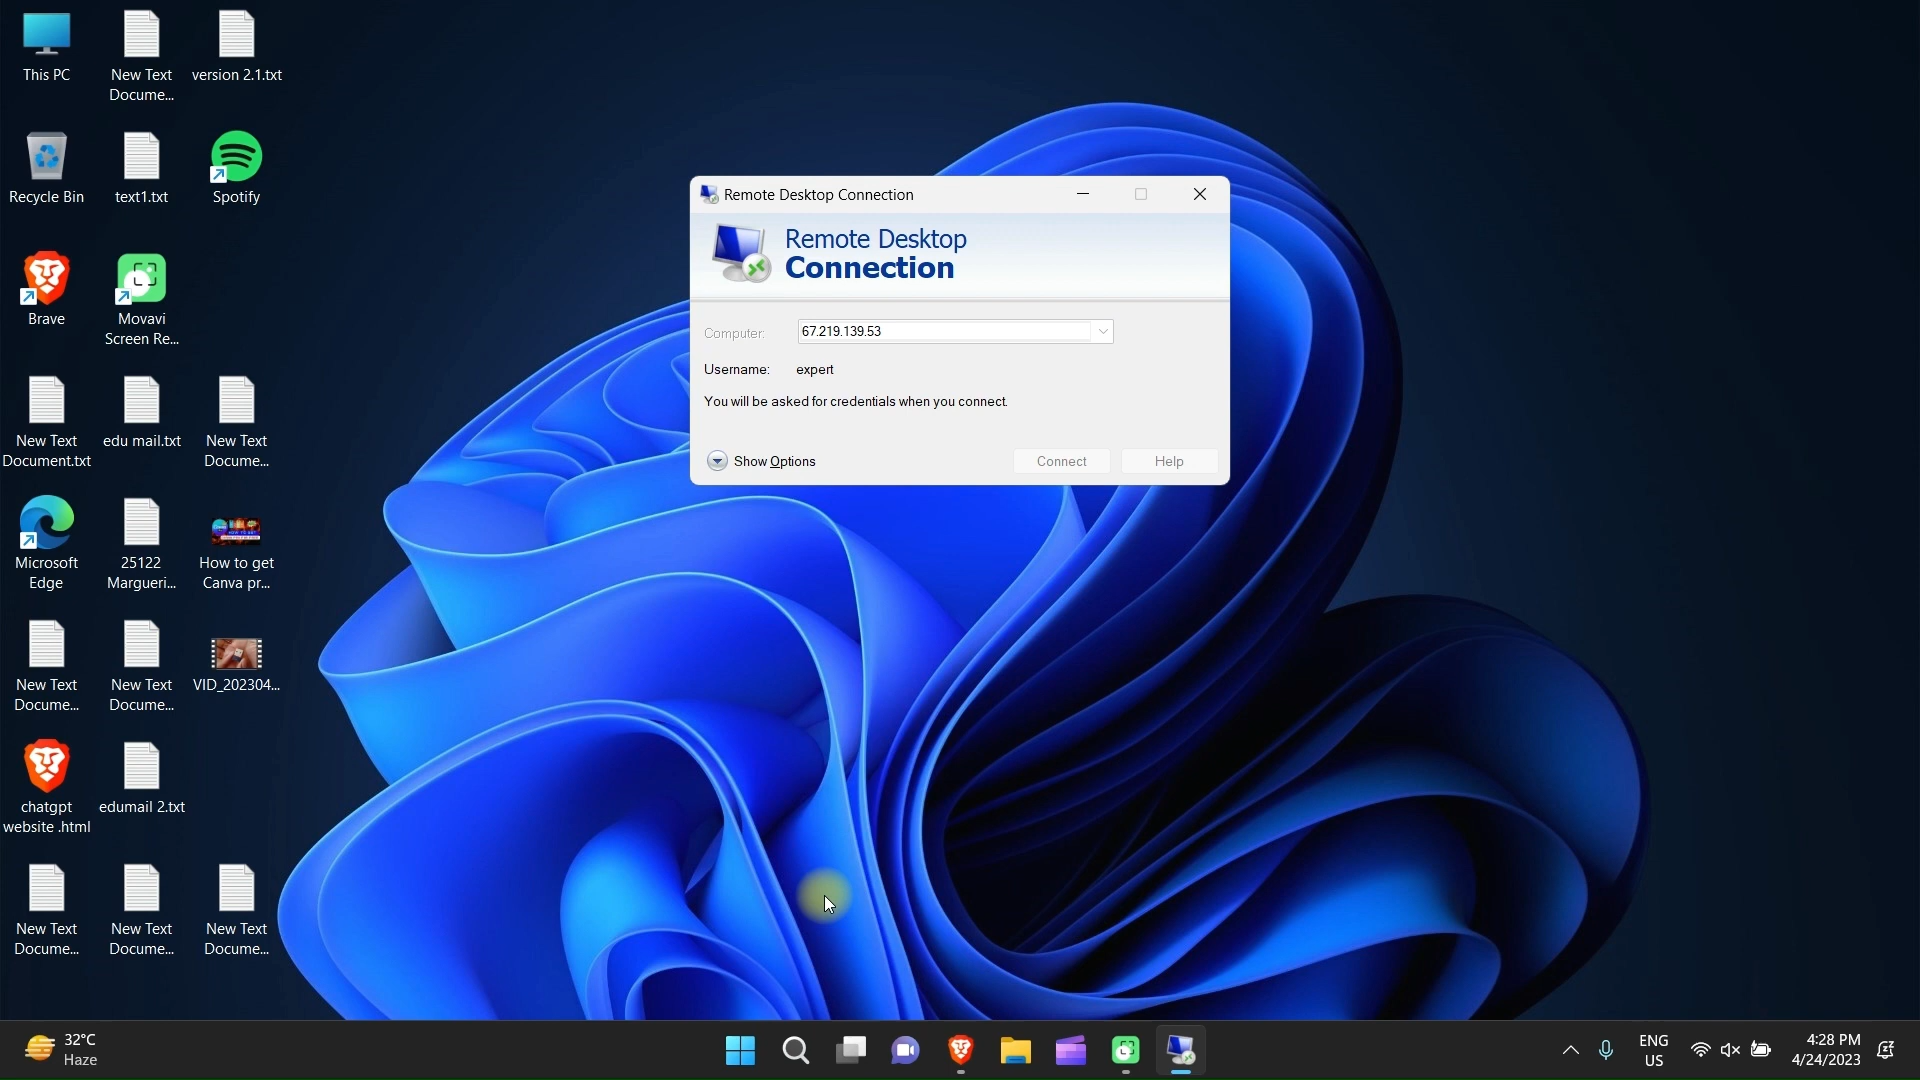 This PC
New Text
Docume...
version 2.1.txt
Recycle Bin
text1.txt
Spotify
Brave
Movavi
Screen Re...
New Text
Document.txt
edu mail.txt
New Text
Docume...
Microsoft
Edge
25122
Margueri...
How to get
Canva pr...
New Text
Docume...
New Text
Docume...
VID_202304...
chatgpt
website .html
edumail 2.txt
New Text
Docume...
New Text
Docume...
New Text
Docume...
Remote Desktop Connection
Remote Desktop
Connection
Computer:
67.219.139.53
Username:
expert
You will be asked for credentials when you connect.
Show Options
Connect
Help
32°C
Haze
ENG
US
4:28 PM
4/24/2023